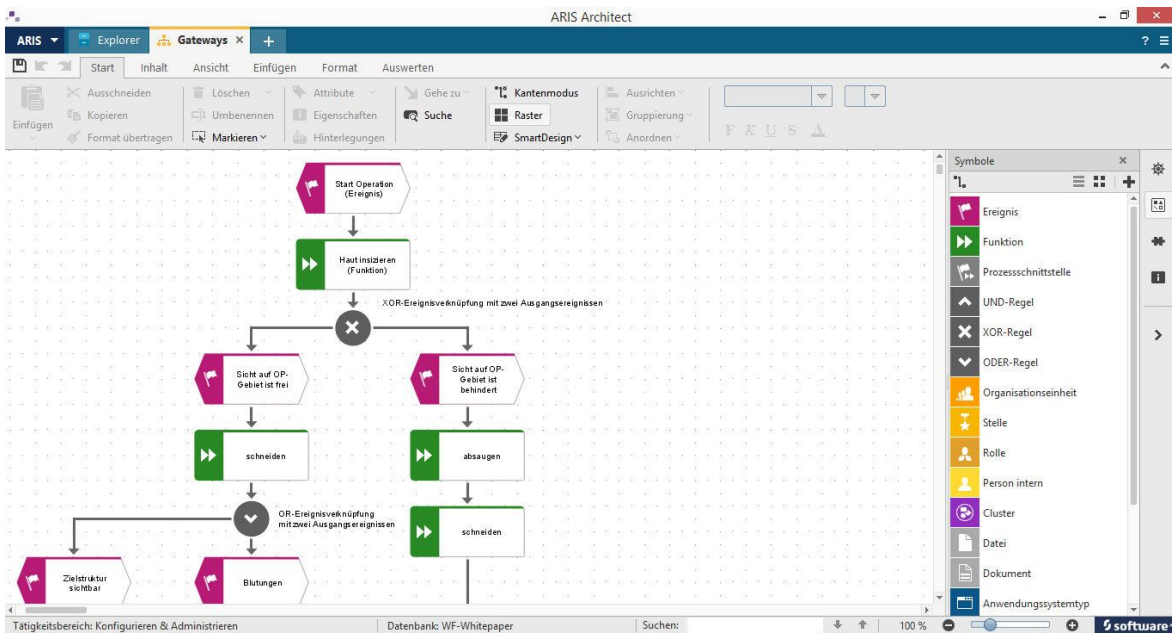 ARIS Architect
ARIS
Explorer
Gateways
Start Inhalt Ansicht Einfügen Format Auswerten
Einfügen
Ausschneiden
Kopieren
Format übertragen
Löschen
Umbenennen
Markieren
Attribute
Eigenschaften
Hinterlegungen
Gehe zu
Suche
Kantenmodus
Raster
SmartDesign
Ausrichten
Gruppierung
Anordnen
F K U S A
Start Operation
(Ereignis)
Haut insizieren
(Funktion)
XOR-Ereignisverknüpfung mit zwei Ausgangsereignissen
Sicht auf OP-
Gebiet ist frei
Sicht auf OP-
Gebiet ist
behindert
schneiden
absaugen
OR-Ereignisverknüpfung
mit zwei Ausgangsereignissen
schneiden
Zielstruktur
sichtbar
Blutungen
Symbole
Ereignis
Funktion
Prozessschnittstelle
UND-Regel
XOR-Regel
ODER-Regel
Organisationseinheit
Stelle
Rolle
Person intern
Cluster
Datei
Dokument
Anwendungssystemtyp
Tätigkeitsbereich: Konfigurieren & Administrieren
Datenbank: WF-Whitepaper
Suchen:
100 %
software